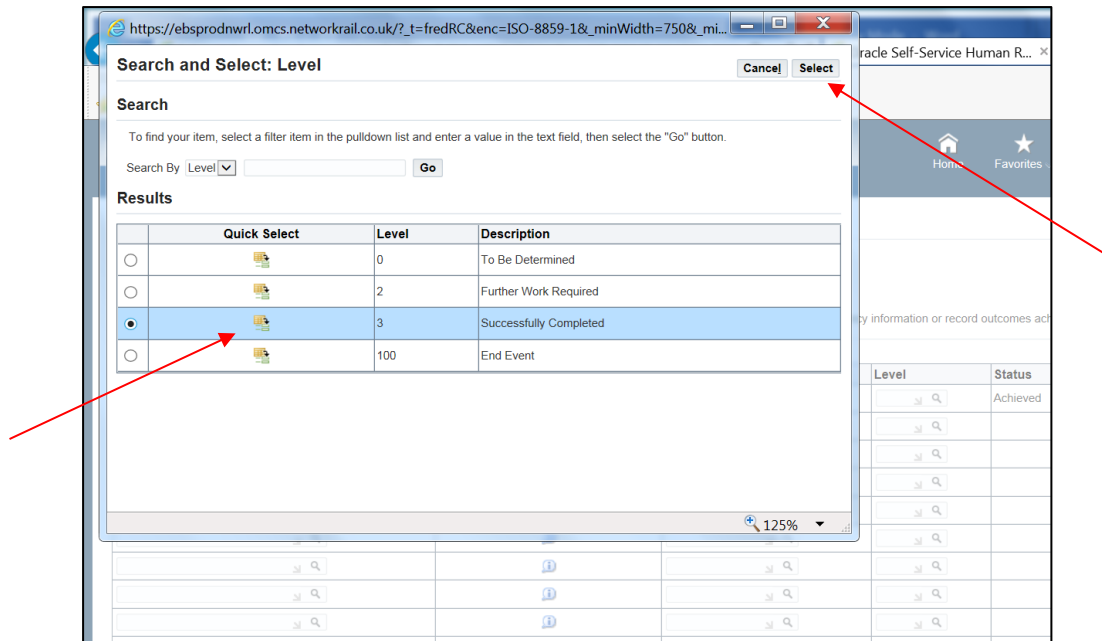 https://ebsprodnwrl.omcs.networkrail.co.uk/?_t=fredRC&enc=ISO-8859-1&_minWidth=750&_mi...
racle Self-Service Human R... ×
Search and Select: Level
Cancel Select
Search
To find your item, select a filter item in the pulldown list and enter a value in the text field, then select the "Go" button.
Home Favorites
Search By Level Go
Results
Quick Select Level Description
0 To Be Determined
2 Further Work Required
3 Successfully Completed
cy information or record outcomes ach
100 End Event
Level Status
Achieved
125%